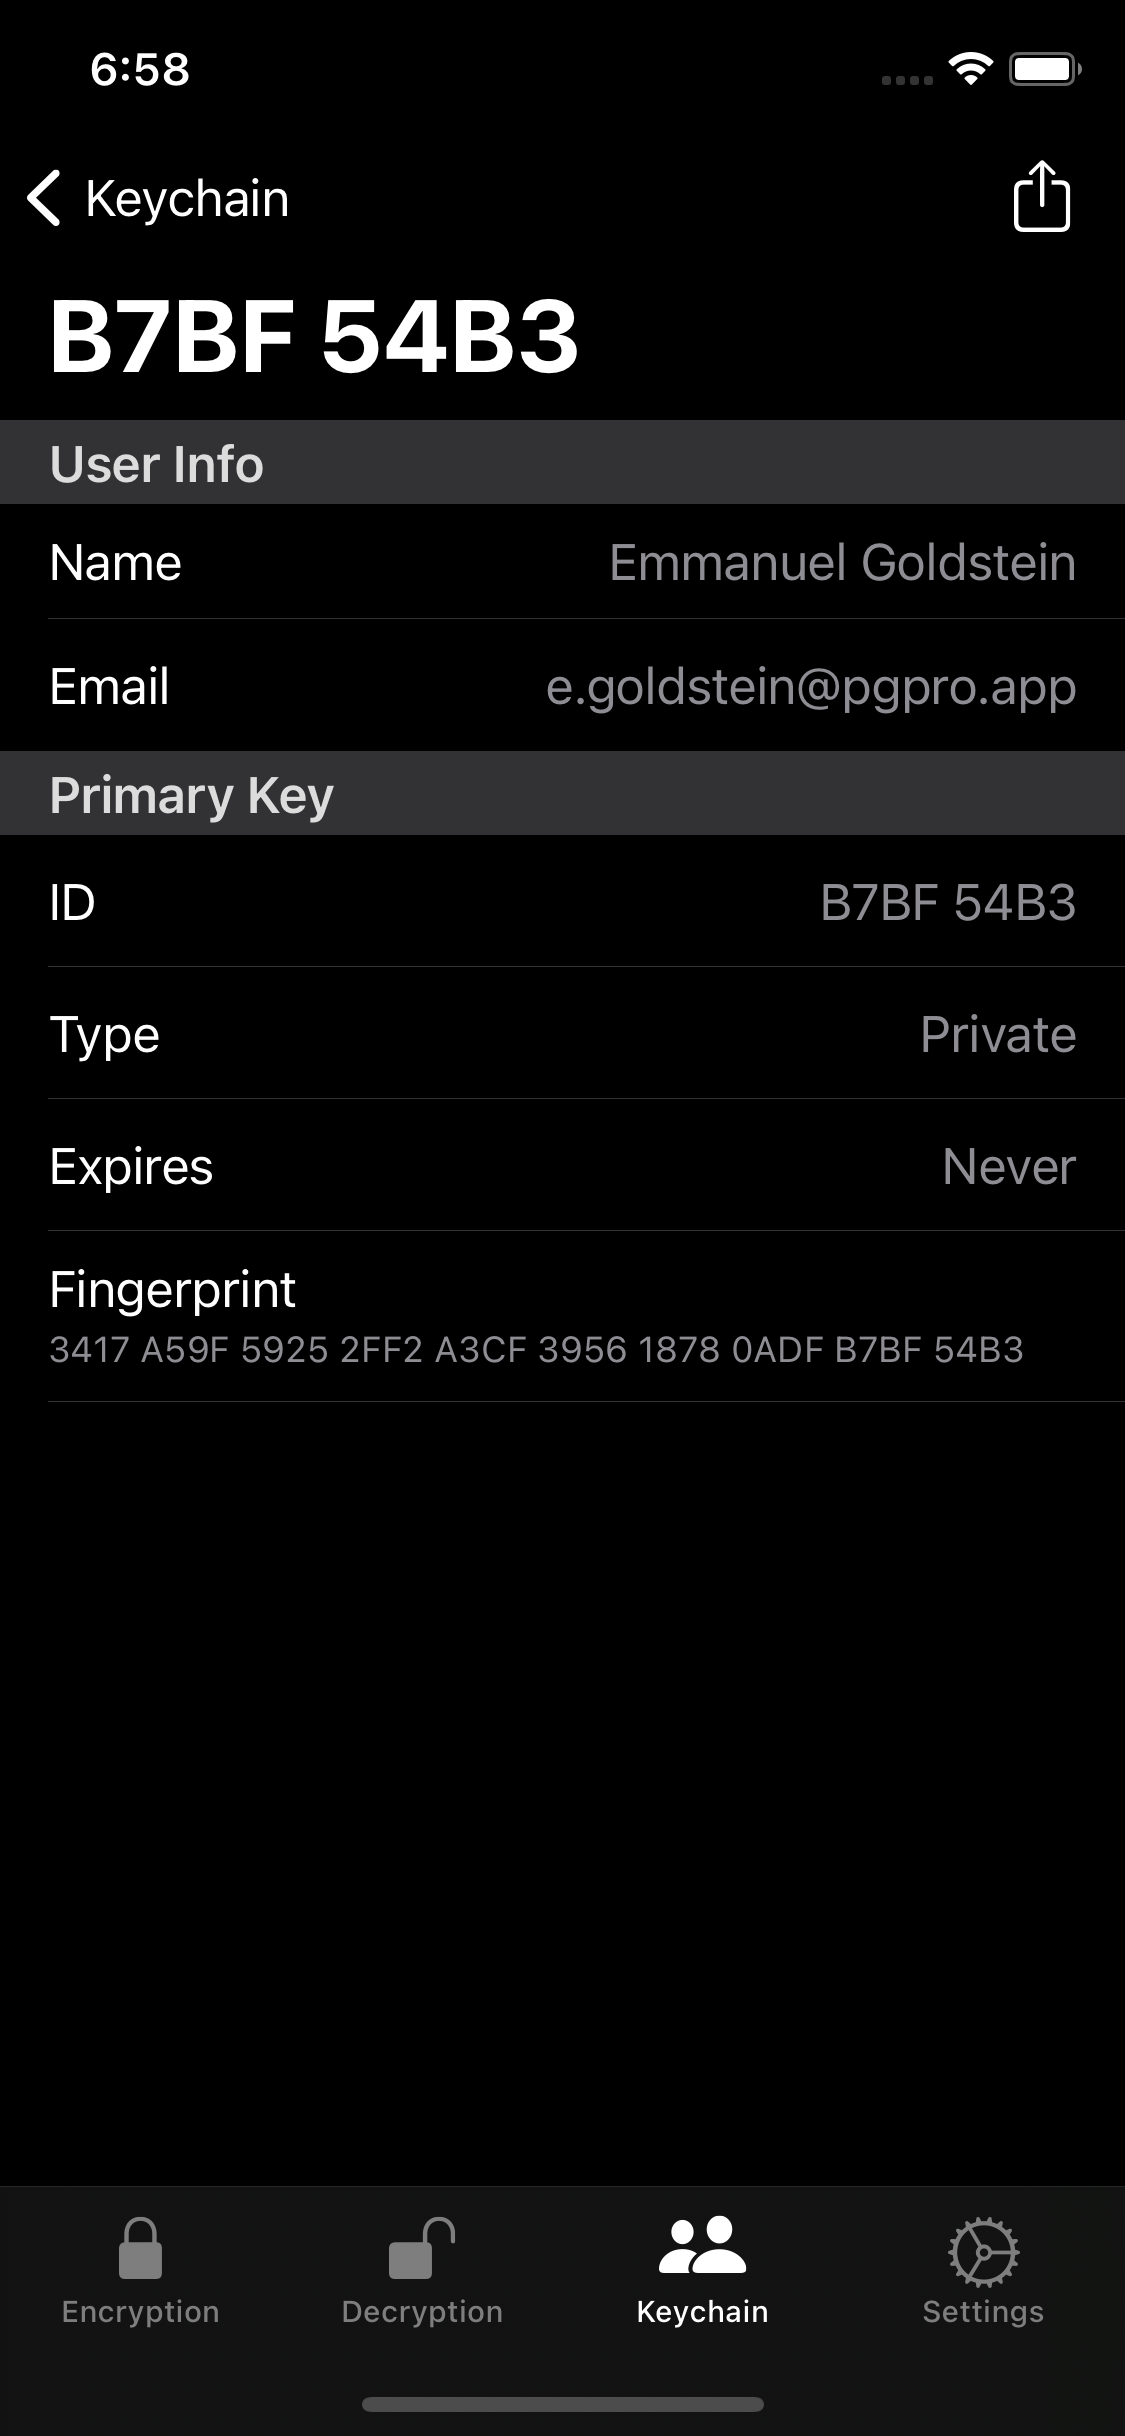 6:58
Keychain
B7BF 54B3
User Info
Name Emmanuel Goldstein
Email e.goldstein@pgpro.app
Primary Key
ID B7BF 54B3
Type Private
Expires Never
Fingerprint
3417 A59F 5925 2FF2 A3CF 3956 1878 0ADF B7BF 54B3
Encryption Decryption Keychain Settings